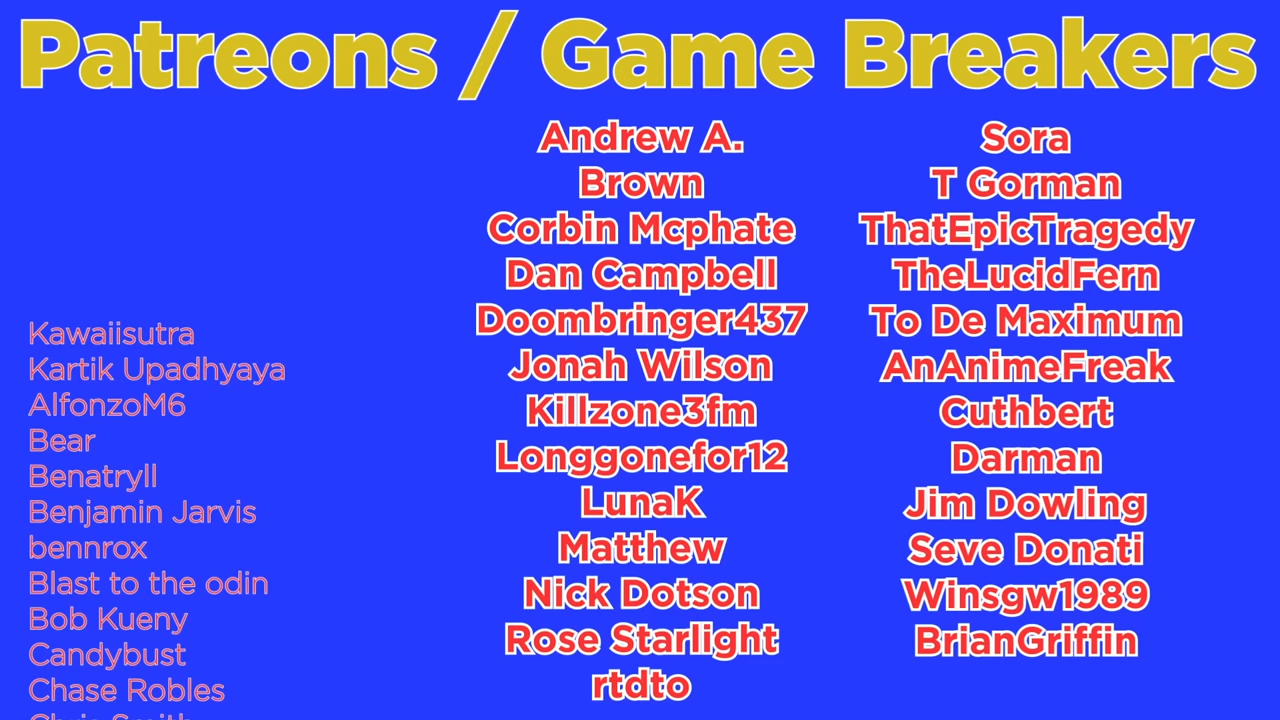 Patreons / Game Breakers
Kawaiisutra
Kartik Upadhyaya
AlfonzoM6
Bear
Benatryll
Benjamin Jarvis
bennrox
Blast to the odin
Bob Kueny
Candybust
Chase Robles
Chris Smith
Andrew A.
Brown
Corbin Mcphate
Dan Campbell
Doombringer437
Jonah Wilson
Killzone3fm
Longgonefor12
LunaK
Matthew
Nick Dotson
Rose Starlight
rtdto
Sora
T Gorman
ThatEpicTragedy
TheLucidFern
To De Maximum
AnAnimeFreak
Cuthbert
Darman
Jim Dowling
Seve Donati
Winsgw1989
BrianGriffin